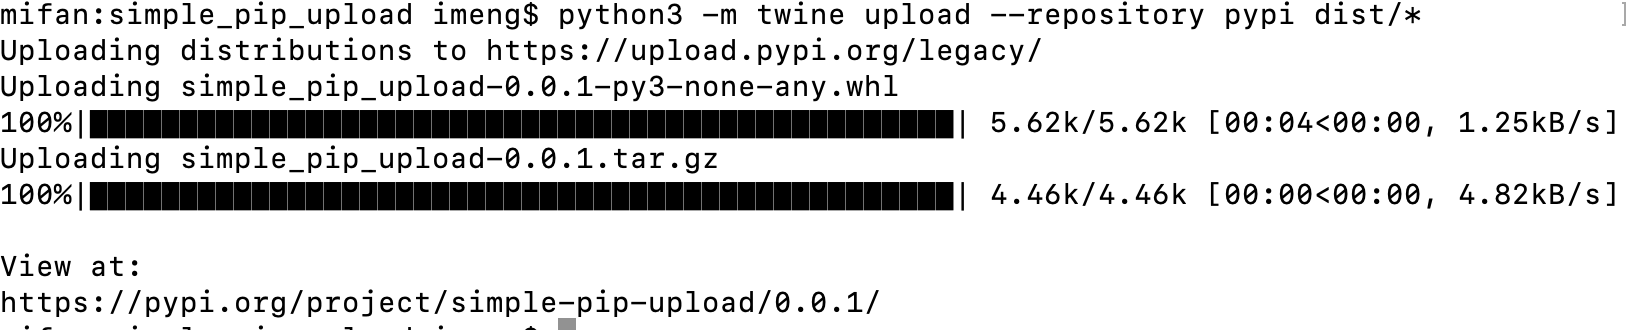 mifan:simple_pip_upload imeng$ python3 -m twine upload --repository pypi dist/* ]
Uploading distributions to https://upload.pypi.org/legacy/
Uploading simple_pip_upload-0.0.1-py3-none-any.whl
100%|████████████████████████████████████████████████| 5.62k/5.62k [00:04<00:00, 1.25kB/s]
Uploading simple_pip_upload-0.0.1.tar.gz
100%|████████████████████████████████████████████████| 4.46k/4.46k [00:00<00:00, 4.82kB/s]
View at:
https://pypi.org/project/simple-pip-upload/0.0.1/